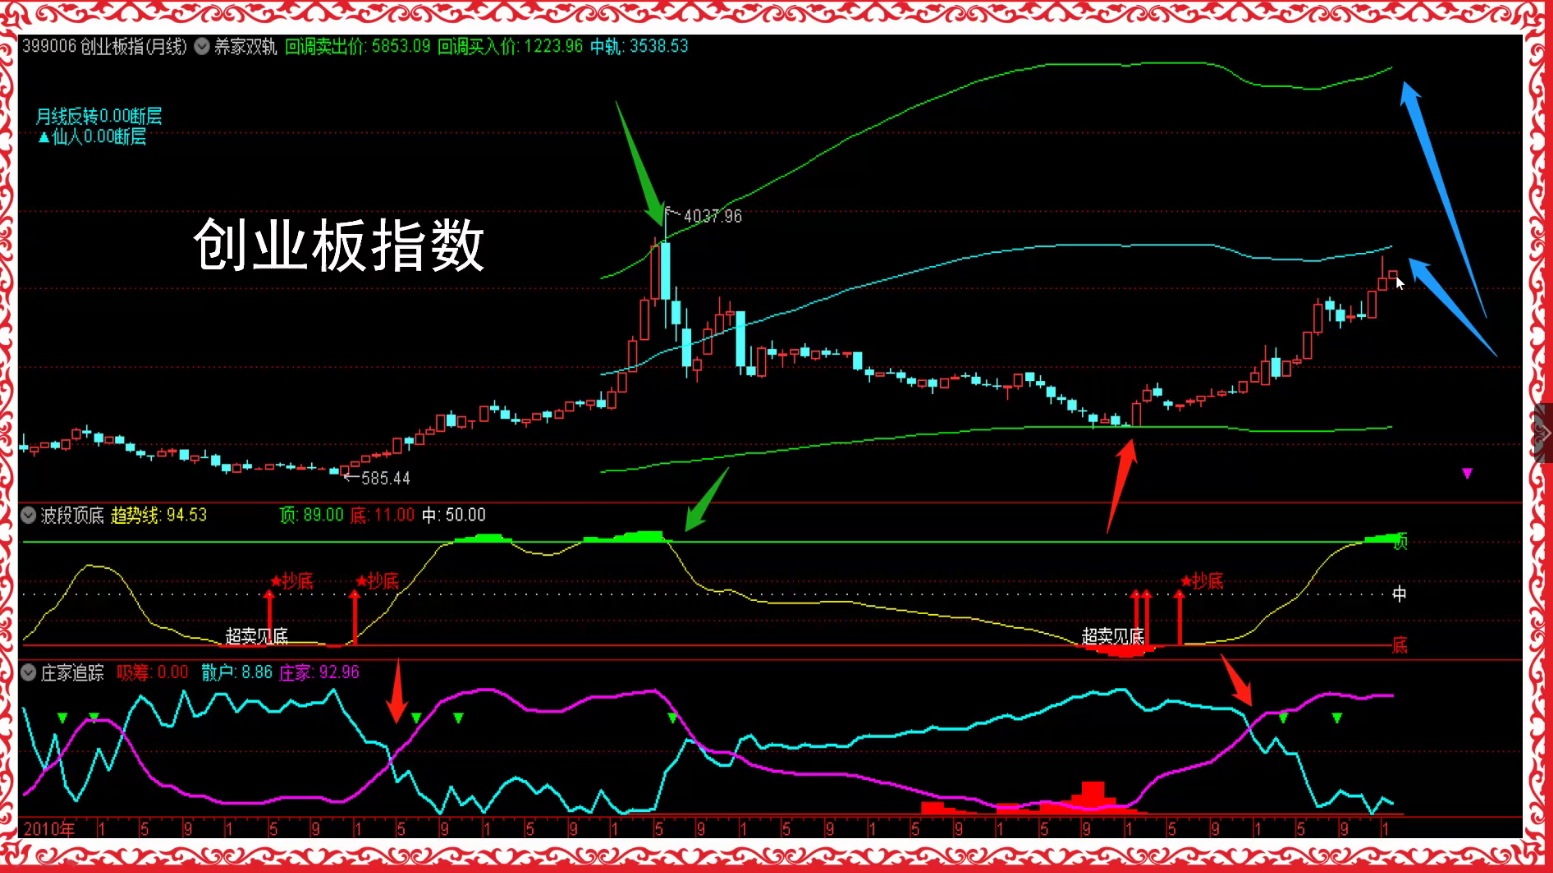 399006 创业板指(月线) 养家双轨 回调卖出价: 5853.09 回调买入价: 1223.96 中轨: 3538.53
月线反转0.00断层
▲仙人0.00断层
创业板指数
4037.96
585.44
波段顶底 趋势线: 94.53 顶: 89.00 底: 11.00 中: 50.00
顶
★抄底 ★抄底 ★抄底
中
超卖见底 超卖见底
底
庄家追踪 吸筹: 0.00 散户: 8.86 庄家: 92.96
2010年 1 5 9 1 5 9 1 5 9 1 5 9 1 5 9 1 5 9 1 5 9 1 5 9 1 5 9 1 5 9 1